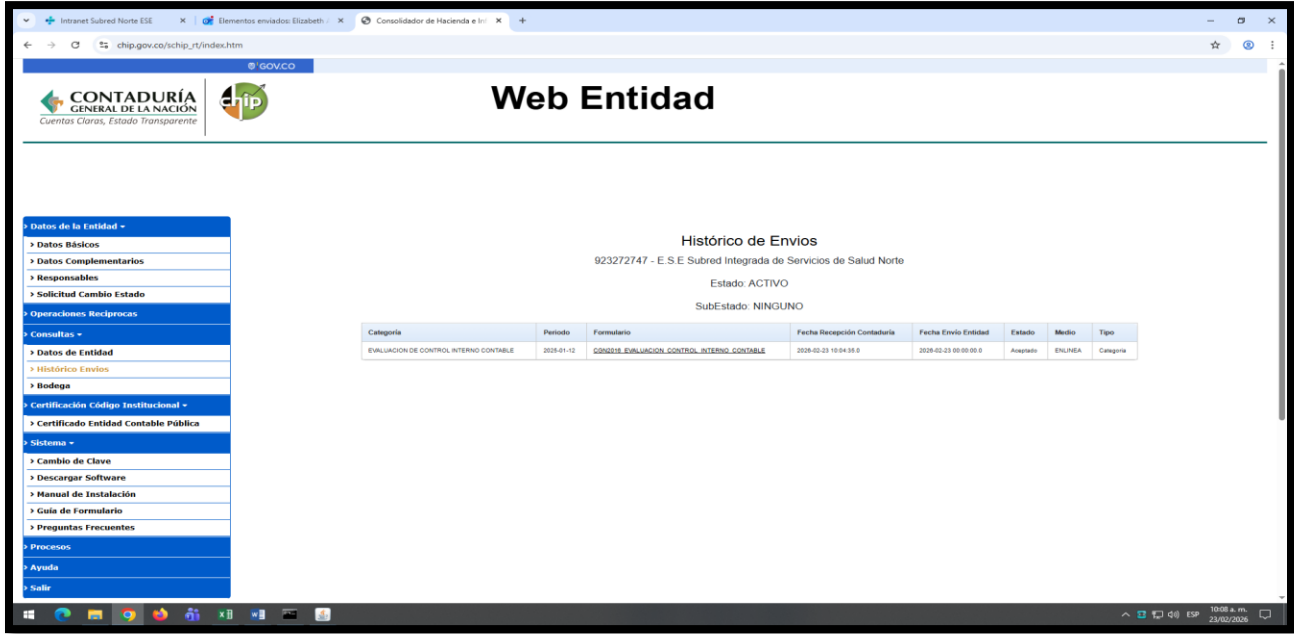 Intranet Subred Norte ESE
Elementos enviados: Elizabeth
Consolidador de Hacienda e Inf
chip.gov.co/schip_rt/index.htm
GOV.CO
CONTADURÍA
GENERAL DE LA NACIÓN
Cuentas Claras, Estado Transparente
chip
Web Entidad
Datos de la Entidad
Datos Básicos
Datos Complementarios
Responsables
Solicitud Cambio Estado
Operaciones Reciprocas
Consultas
Datos de Entidad
Histórico Envios
Bodega
Certificación Código Institucional
Certificado Entidad Contable Pública
Sistema
Cambio de Clave
Descargar Software
Manual de Instalación
Guía de Formulario
Preguntas Frecuentes
Procesos
Ayuda
Salir
Histórico de Envios
923272747 - E.S.E Subred Integrada de Servicios de Salud Norte
Estado: ACTIVO
SubEstado: NINGUNO
Categoría Periodo Formulario Fecha Recepción Contaduría Fecha Envío Entidad Estado Medio Tipo
EVALUACION DE CONTROL INTERNO CONTABLE 2025-01-12 CGN2016_EVALUACION_CONTROL_INTERNO_CONTABLE 2026-02-23 10:04:35.0 2026-02-23 00:00:00.0 Aceptado ENLINEA Categoria
ESP
10:08 a. m.
23/02/2026